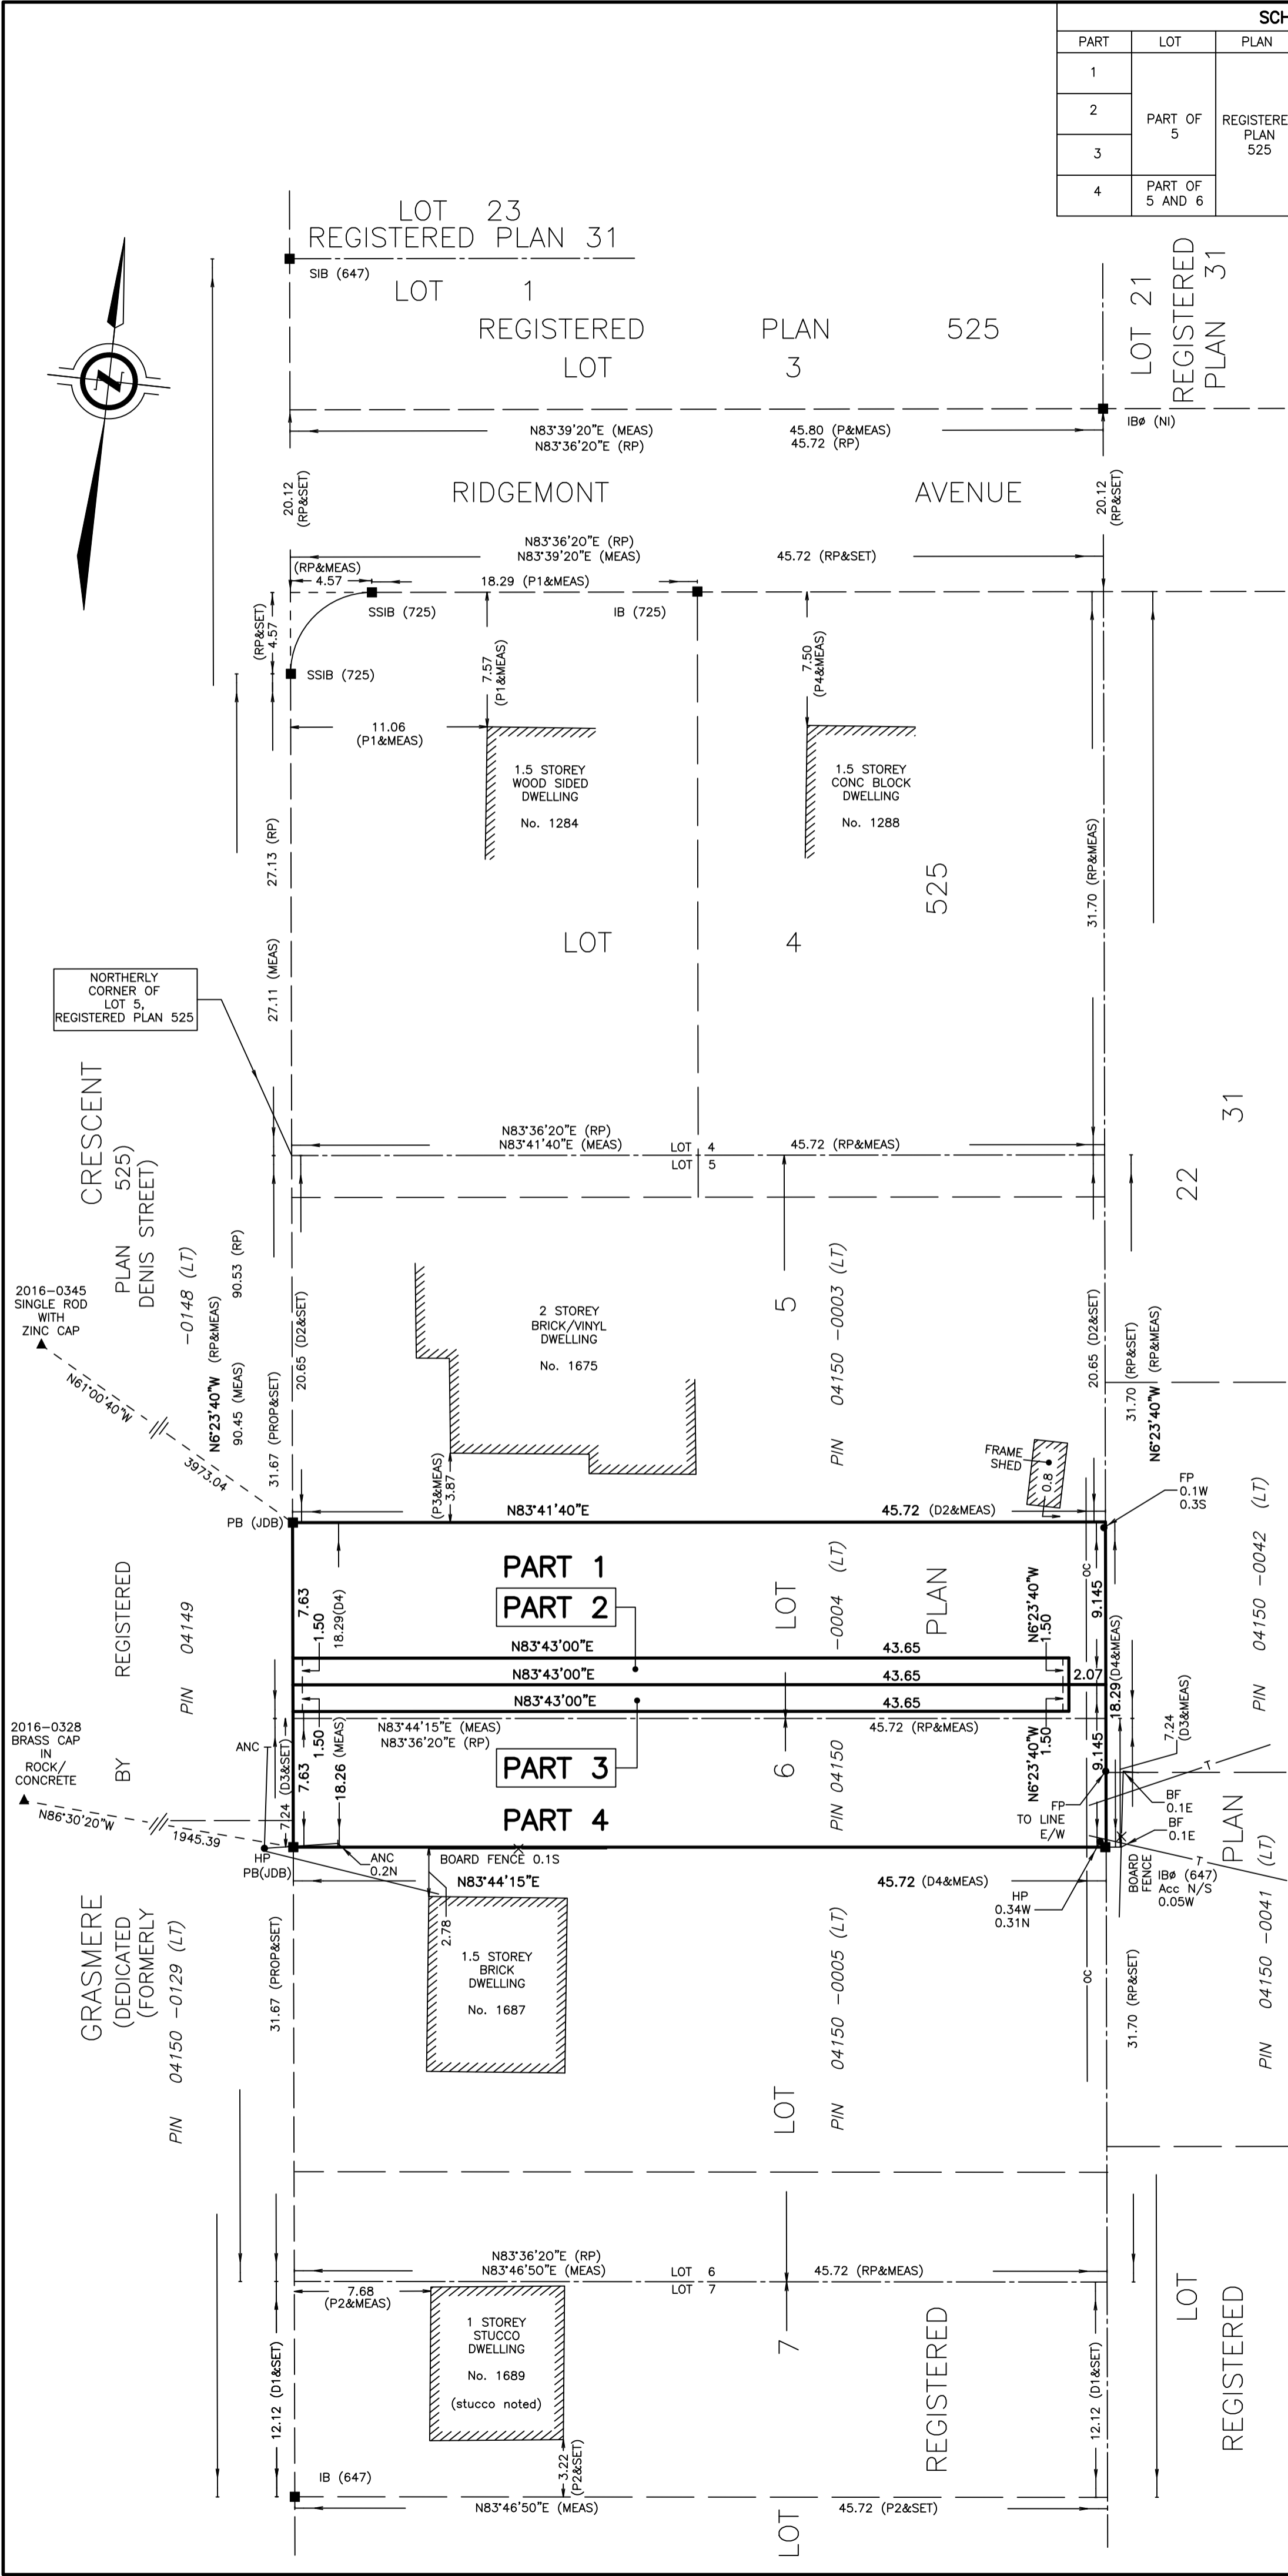 SCH
PART LOT PLAN
1
2
3
4
PART OF
5
PART OF
5 AND 6
REGISTERE
PLAN
525
LOT 23
REGISTERED PLAN 31
SIB (647)
LOT 1
REGISTERED PLAN 525
LOT 3
LOT 21
REGISTERED
PLAN 31
IBø (NI)
N83°39'20"E (MEAS) 45.80 (P&MEAS)
N83°36'20"E (RP) 45.72 (RP)
20.12
(RP&SET)
RIDGEMONT AVENUE
20.12
(RP&SET)
N
N83°36'20"E (RP)
N83°39'20"E (MEAS) 45.72 (RP&SET)
(RP&MEAS)
4.57
18.29 (P1&MEAS)
SSIB (725)
IB (725)
(RP&SET)
4.57
SSIB (725)
7.57
(P1&MEAS)
7.50
(P4&MEAS)
11.06
(P1&MEAS)
1.5 STOREY
WOOD SIDED
DWELLING
No. 1284
1.5 STOREY
CONC BLOCK
DWELLING
No. 1288
27.13 (RP)
27.11 (MEAS)
31.70 (RP&MEAS)
525
LOT 4
NORTHERLY
CORNER OF
LOT 5,
REGISTERED PLAN 525
N83°36'20"E (RP)
N83°41'40"E (MEAS)
LOT 4
LOT 5
45.72 (RP&MEAS)
CRESCENT
PLAN 525)
DENIS STREET)
-0148 (LT)
31
22
2016-0345
SINGLE ROD
WITH
ZINC CAP
N61°00'40"W
3973.04
N6°23'40"W (RP&MEAS)
90.53 (RP)
90.45 (MEAS)
31.67 (PROP&SET)
20.65 (D2&SET)
2 STOREY
BRICK/VINYL
DWELLING
No. 1675
5
PIN 04150 -0003 (LT)
20.65 (D2&SET)
31.70 (RP&SET)
N6°23'40"W (RP&MEAS)
FRAME
SHED
0.8
FP
0.1W
0.3S
(P3&MEAS)
3.87
PB (JDB)
N83°41'40"E 45.72 (D2&MEAS)
PART 1
PART 2
7.63
1.50
18.29(D4)
N83°43'00"E 43.65
N83°43'00"E 43.65
N83°43'00"E 43.65
N6°23'40"W
1.50
OC
9.145
2.07
18.29(D4&MEAS)
LOT
-0004 (LT)
PLAN
PIN 04150 -0042 (LT)
BY REGISTERED
PIN 04149
2016-0328
BRASS CAP
IN
ROCK/
CONCRETE
N86°30'20"W
1945.39
ANC
7.24 (D3&SET)
7.63
1.50
18.26 (MEAS)
N83°44'15"E (MEAS) 45.72 (RP&MEAS)
N83°36'20"E (RP)
PART 3
PART 4
6
PIN 04150
N6°23'40"W
1.50
9.145
7.24
(D3&MEAS)
T
FP
TO LINE
E/W
BF
0.1E
BF
0.1E
HP
PB(JDB)
ANC
0.2N
BOARD FENCE 0.1S
N83°44'15"E 45.72 (D4&MEAS)
T
BOARD
FENCE
IBø (647)
Acc N/S
0.05W
HP
0.34W
0.31N
PLAN
PIN 04150 -0041 (LT)
2.78
1.5 STOREY
BRICK
DWELLING
No. 1687
GRASMERE
(DEDICATED
(FORMERLY
PIN 04150 -0129 (LT)
31.67 (PROP&SET)
LOT
PIN 04150 -0005 (LT)
OC
31.70 (RP&SET)
N83°36'20"E (RP)
N83°46'50"E (MEAS)
LOT 6
LOT 7
45.72 (RP&MEAS)
7.68
(P2&MEAS)
1 STOREY
STUCCO
DWELLING
No. 1689
(stucco noted)
12.12 (D1&SET)
3.22
(P2&SET)
7
REGISTERED
12.12 (D1&SET)
LOT
REGISTERED
IB (647)
N83°46'50"E (MEAS) 45.72 (P2&SET)
LOT